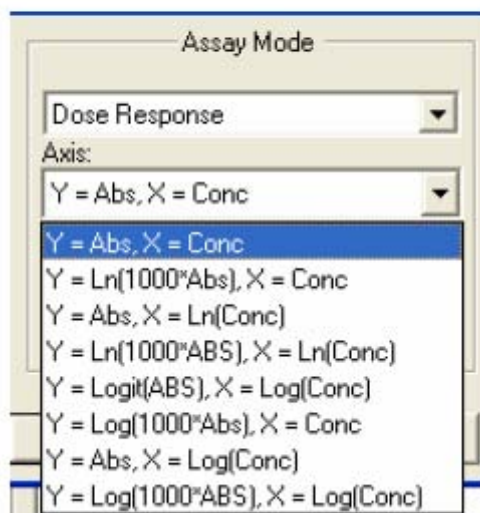 Assay Mode
Dose Response
Axis:
Y = Abs, X = Conc
Y = Abs, X = Conc
Y = Ln(1000*Abs), X = Conc
Y = Abs, X = Ln(Conc)
Y = Ln(1000*ABS), X = Ln(Conc)
Y = Logit(ABS), X = Log(Conc)
Y = Log(1000*Abs), X = Conc
Y = Abs, X = Log(Conc)
Y = Log(1000*ABS), X = Log(Conc)